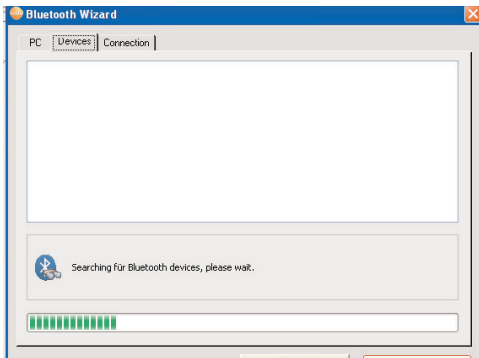 Bluetooth Wizard
PC Devices Connection
Searching für Bluetooth devices, please wait.